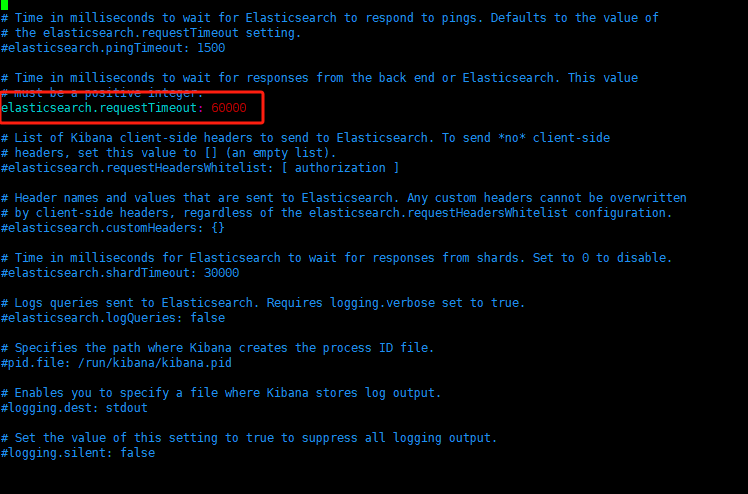 # Time in milliseconds to wait for Elasticsearch to respond to pings. Defaults to the value of
# the elasticsearch.requestTimeout setting.
#elasticsearch.pingTimeout: 1500
# Time in milliseconds to wait for responses from the back end or Elasticsearch. This value
# must be a positive integer.
elasticsearch.requestTimeout: 60000
# List of Kibana client-side headers to send to Elasticsearch. To send *no* client-side
# headers, set this value to [] (an empty list).
#elasticsearch.requestHeadersWhitelist: [ authorization ]
# Header names and values that are sent to Elasticsearch. Any custom headers cannot be overwritten
# by client-side headers, regardless of the elasticsearch.requestHeadersWhitelist configuration.
#elasticsearch.customHeaders: {}
# Time in milliseconds for Elasticsearch to wait for responses from shards. Set to 0 to disable.
#elasticsearch.shardTimeout: 30000
# Logs queries sent to Elasticsearch. Requires logging.verbose set to true.
#elasticsearch.logQueries: false
# Specifies the path where Kibana creates the process ID file.
#pid.file: /run/kibana/kibana.pid
# Enables you to specify a file where Kibana stores log output.
#logging.dest: stdout
# Set the value of this setting to true to suppress all logging output.
#logging.silent: false